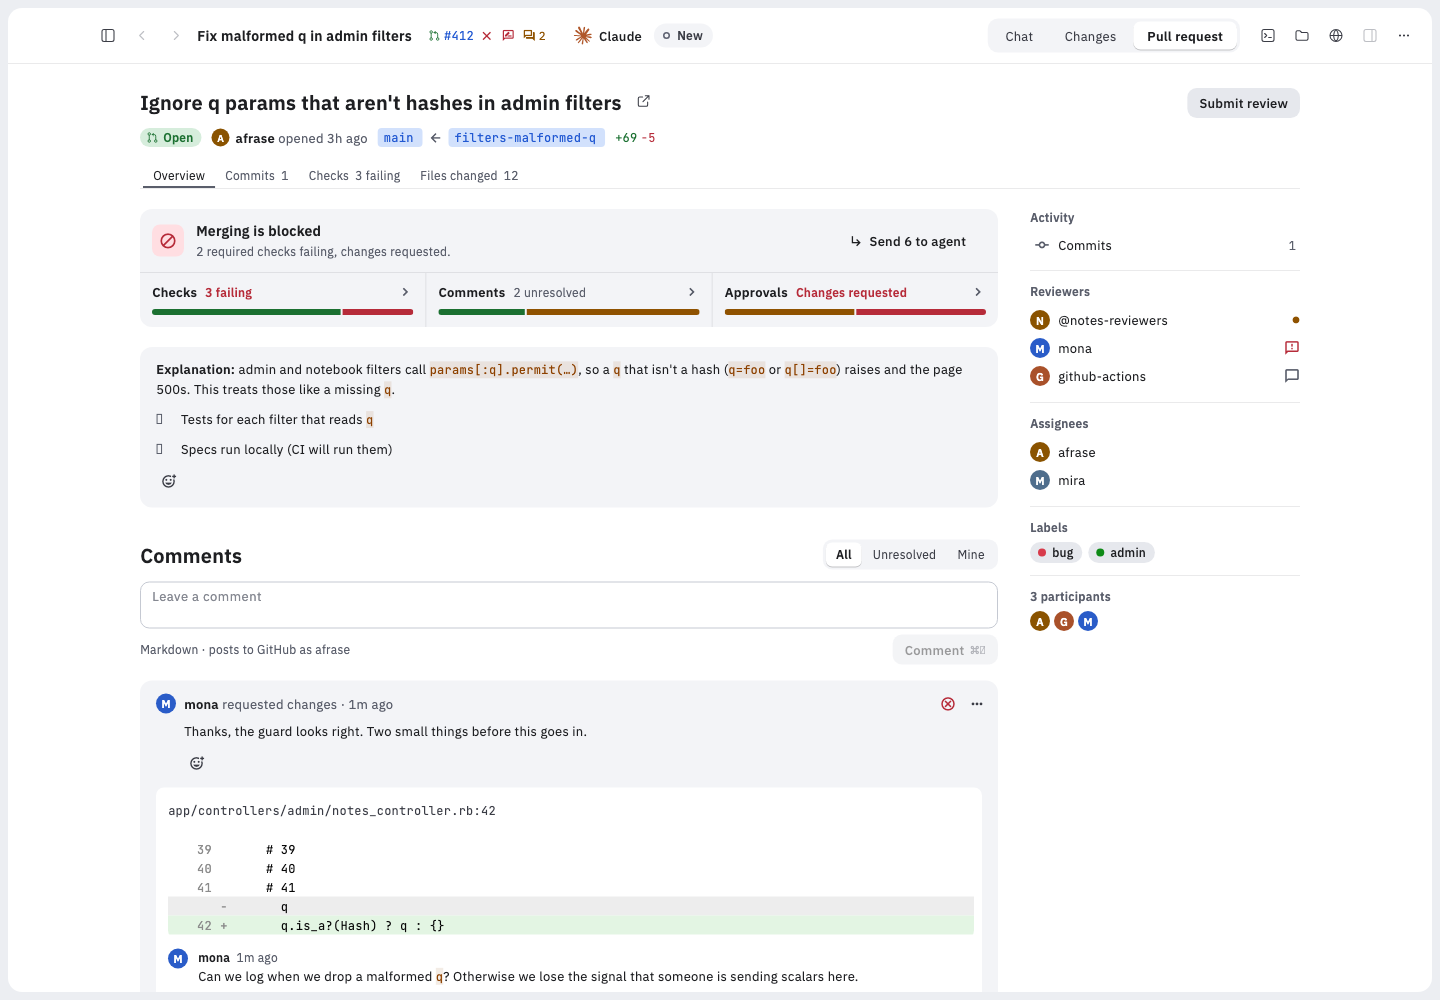 Fix malformed q in admin filters #412 2 Claude New Chat Changes Pull request
Ignore q params that aren't hashes in admin filters
Submit review
Open A afrase opened 3h ago main ← filters-malformed-q +69 -5
Overview Commits 1 Checks 3 failing Files changed 12
Merging is blocked
2 required checks failing, changes requested.
Send 6 to agent
Checks 3 failing
Comments 2 unresolved
Approvals Changes requested
Explanation: admin and notebook filters call params[:q].permit(…), so a q that isn't a hash (q=foo or q[]=foo) raises and the page
500s. This treats those like a missing q.
Tests for each filter that reads q
Specs run locally (CI will run them)
Comments
All Unresolved Mine
Leave a comment
Markdown · posts to GitHub as afrase
Comment ⌘
M mona requested changes · 1m ago
Thanks, the guard looks right. Two small things before this goes in.
app/controllers/admin/notes_controller.rb:42
39 # 39
40 # 40
41 # 41
- q
42 + q.is_a?(Hash) ? q : {}
M mona 1m ago
Can we log when we drop a malformed q? Otherwise we lose the signal that someone is sending scalars here.
Activity
Commits 1
Reviewers
N @notes-reviewers
M mona
G github-actions
Assignees
A afrase
M mira
Labels
bug admin
3 participants
A G M